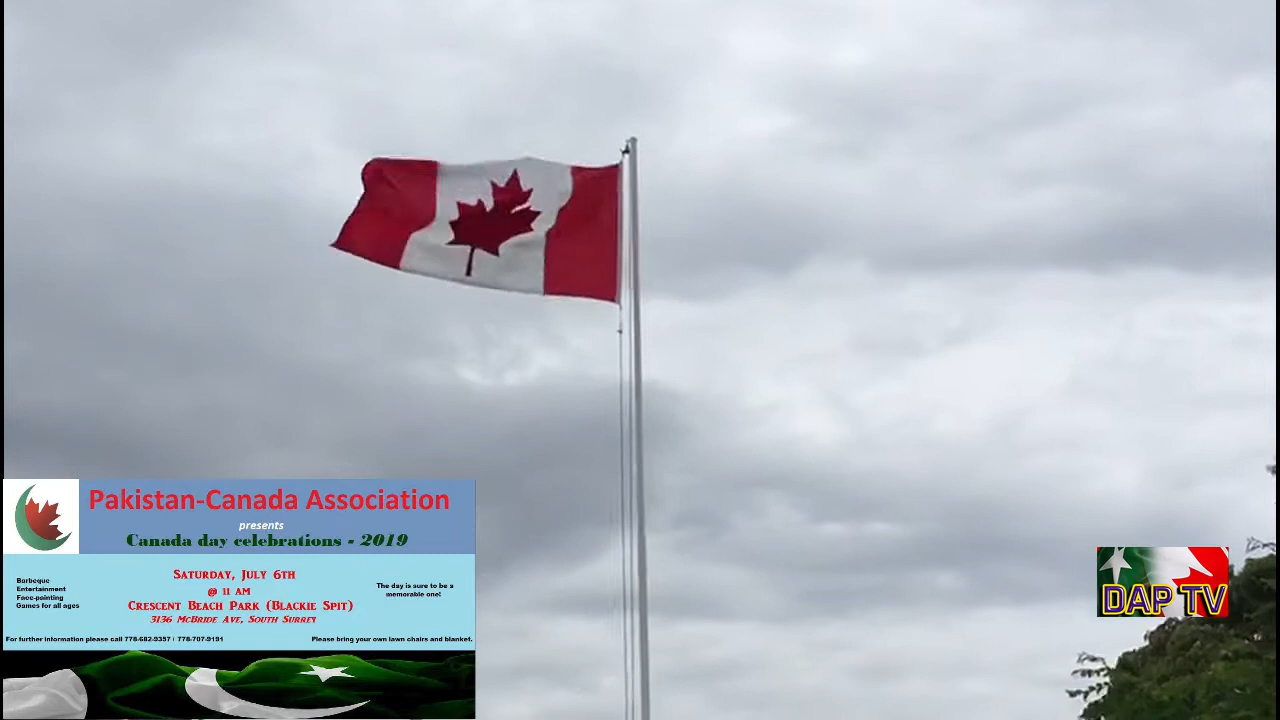 Pakistan-Canada Association
presents
Canada day celebrations - 2019
Barbeque
Entertainment
Face-painting
Games for all ages
Saturday, July 6th
@ 11 AM
Crescent Beach Park (Blackie Spit)
3136 McBride Ave, South Surrey
The day is sure to be a
memorable one!
For further information please call 778-682-9357 / 778-707-9191
Please bring your own lawn chairs and blanket.
DAP TV